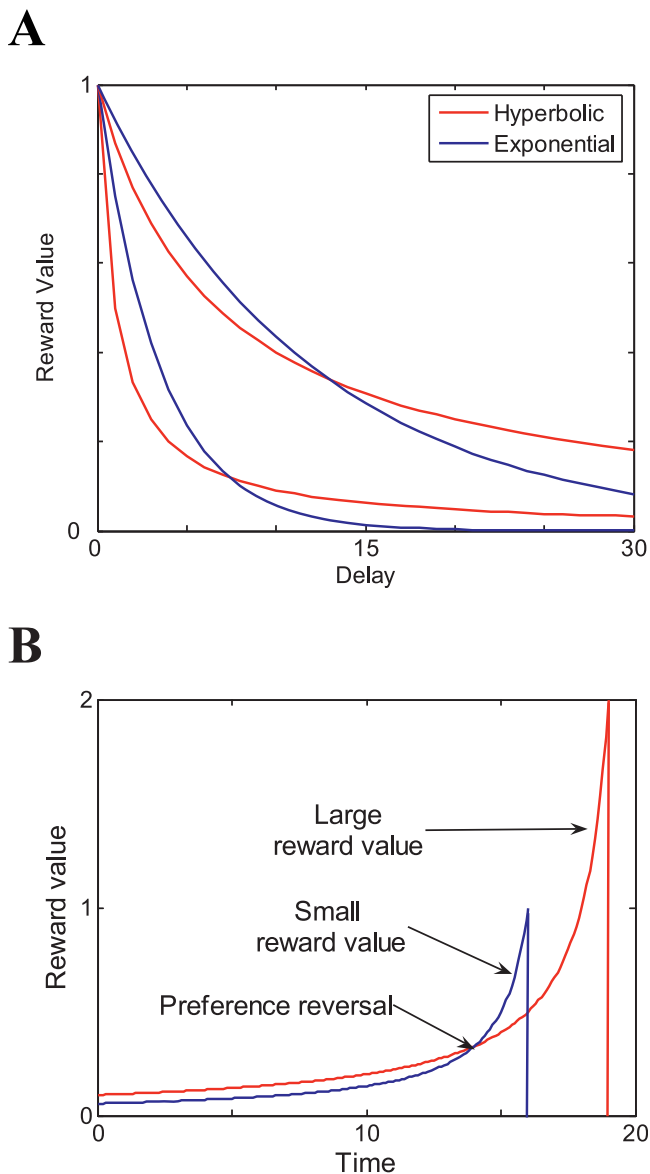 A
1
Hyperbolic
Exponential
Reward Value
0
0
15
30
Delay
B
2
Large
reward value
Small
reward value
1
Preference reversal
Reward value
0
0
10
20
Time